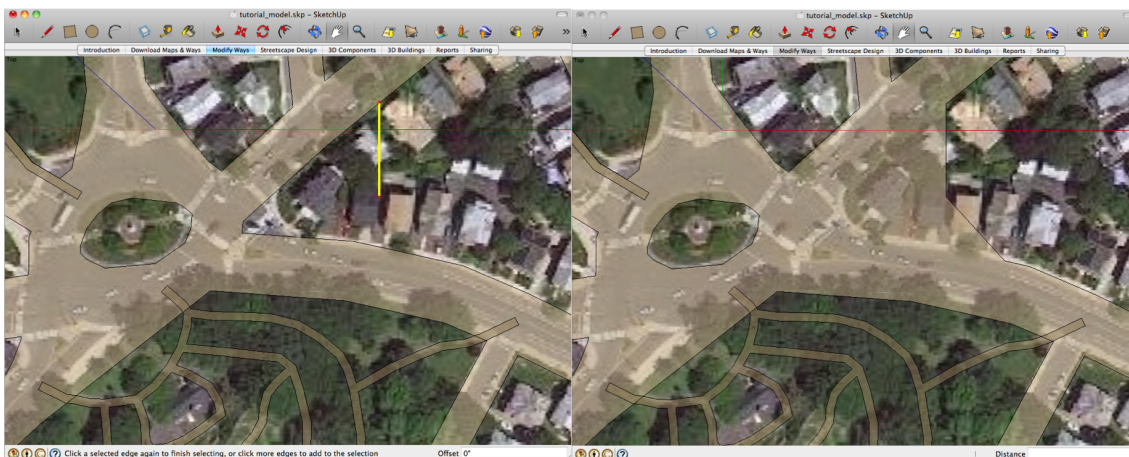 tutorial_model.skp – SketchUp
Introduction Download Maps & Ways Modify Ways Streetscape Design 3D Components 3D Buildings Reports Sharing
Top
Click a selected edge again to finish selecting, or click more edges to add to the selection Offset 0"
tutorial_model.skp – SketchUp
Introduction Download Maps & Ways Modify Ways Streetscape Design 3D Components 3D Buildings Reports Sharing
Top
Distance